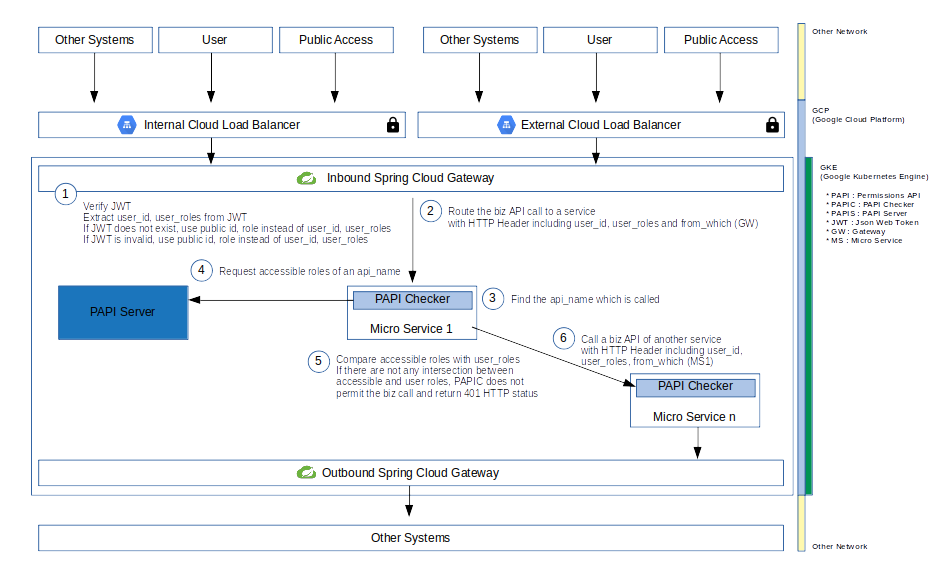 Other Systems
User
Public Access
Other Systems
User
Public Access
Other Network
Internal Cloud Load Balancer
External Cloud Load Balancer
GCP
(Google Cloud Platform)
Inbound Spring Cloud Gateway
GKE
(Google Kubernetes Engine)
* PAPI : Permissions API
* PAPIC : PAPI Checker
* PAPIS : PAPI Server
* JWT : Json Web Token
* GW : Gateway
* MS : Micro Service
1
Verify JWT
Extract user_id, user_roles from JWT
If JWT does not exist, use public id, role instead of user_id, user_roles
If JWT is invalid, use public id, role instead of user_id, user_roles
2
Route the biz API call to a service
with HTTP Header including user_id, user_roles and from_which (GW)
4
Request accessible roles of an api_name
PAPI Server
PAPI Checker
Micro Service 1
3
Find the api_name which is called
5
Compare accessible roles with user_roles
If there are not any intersection between
accessible and user roles, PAPIC does not
permit the biz call and return 401 HTTP status
6
Call a biz API of another service
with HTTP Header including user_id,
user_roles, from_which (MS1)
PAPI Checker
Micro Service n
Outbound Spring Cloud Gateway
Other Systems
Other Network